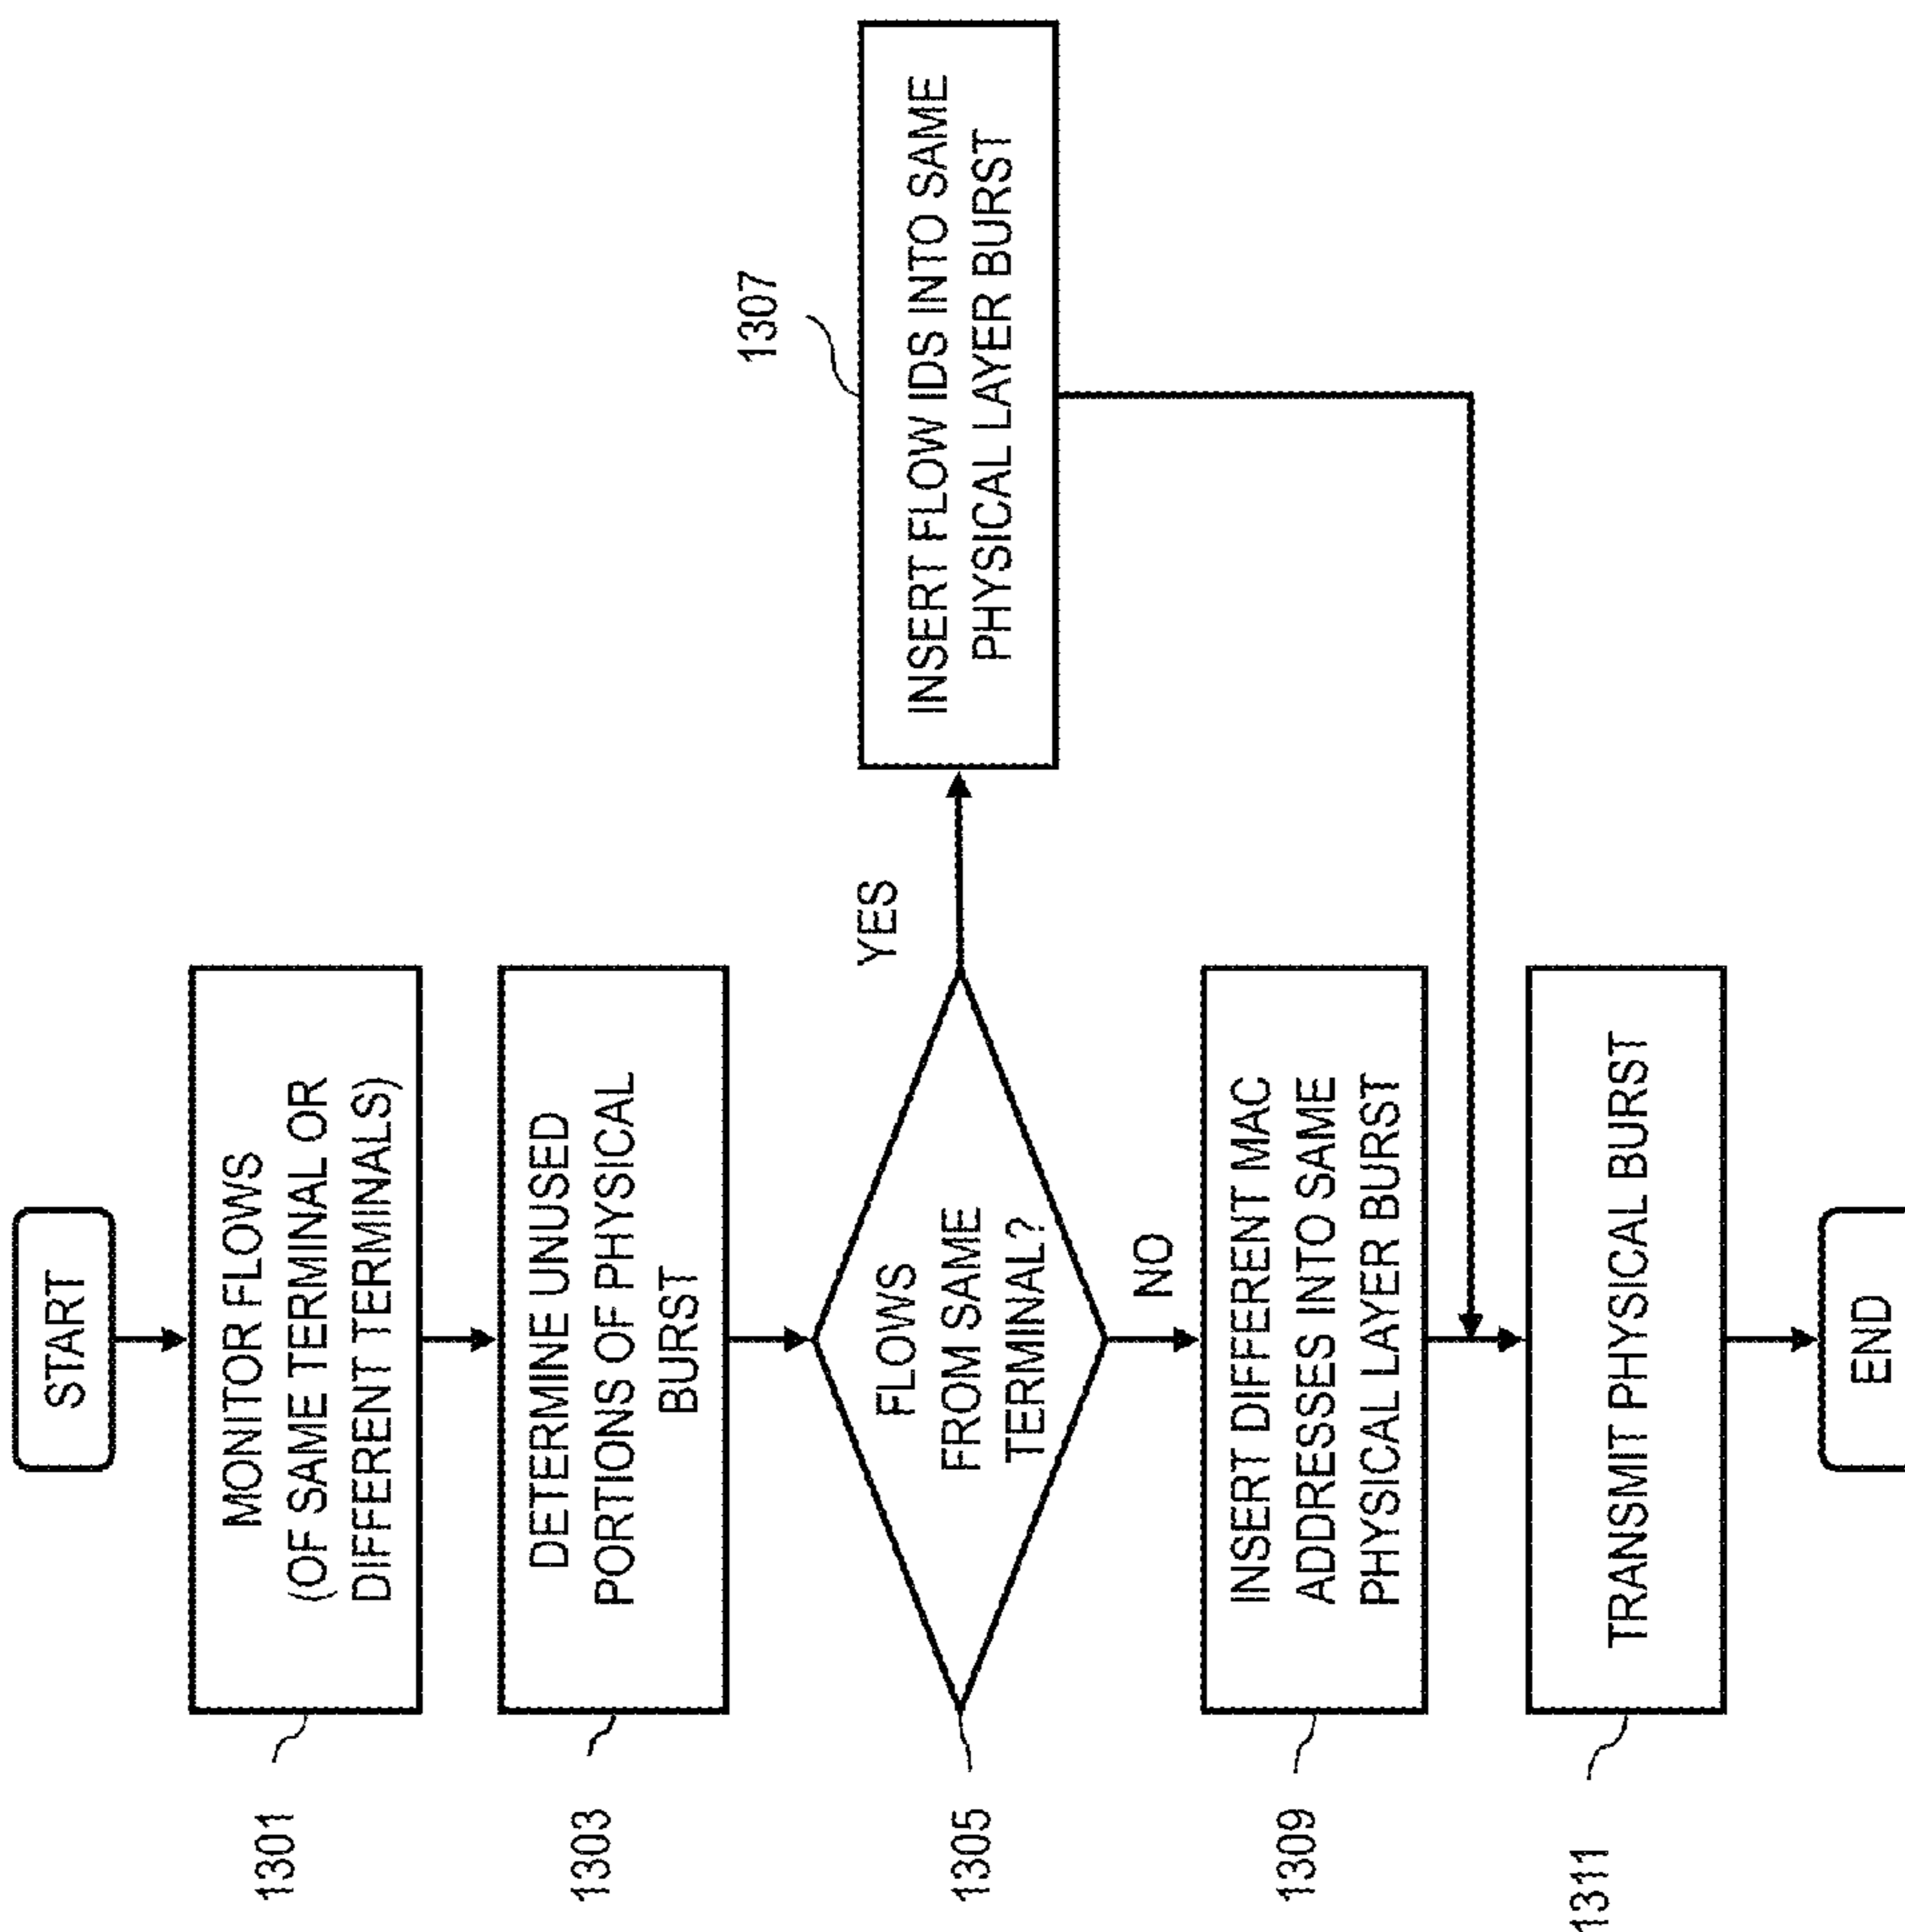 START
MONITOR FLOWS
(OF SAME TERMINAL OR
DIFFERENT TERMINALS)
1301
DETERMINE UNUSED
PORTIONS OF PHYSICAL
BURST
1303
FLOWS
FROM SAME
TERMINAL?
1305
YES
INSERT FLOW IDS INTO SAME
PHYSICAL LAYER BURST
1307
NO
INSERT DIFFERENT MAC
ADDRESSES INTO SAME
PHYSICAL LAYER BURST
1309
TRANSMIT PHYSICAL BURST
1311
END